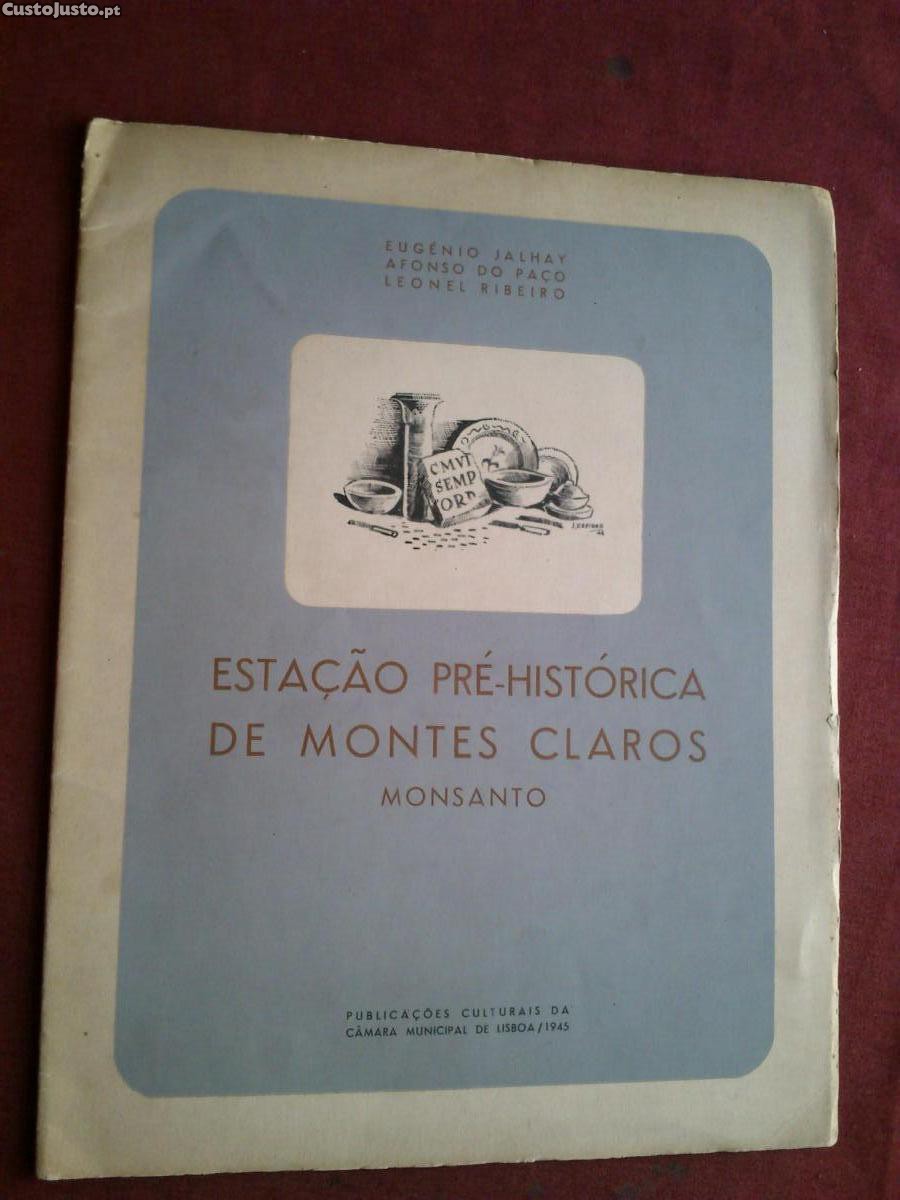 CustoJusto.pt
EUGÉNIO JALHAY
AFONSO DO PAÇO
LEONEL RIBEIRO
CMVT
SEMP
ORD
ESTAÇÃO PRÉ-HISTÓRICA
DE MONTES CLAROS
MONSANTO
PUBLICAÇÕES CULTURAIS DA
CÂMARA MUNICIPAL DE LISBOA/1945